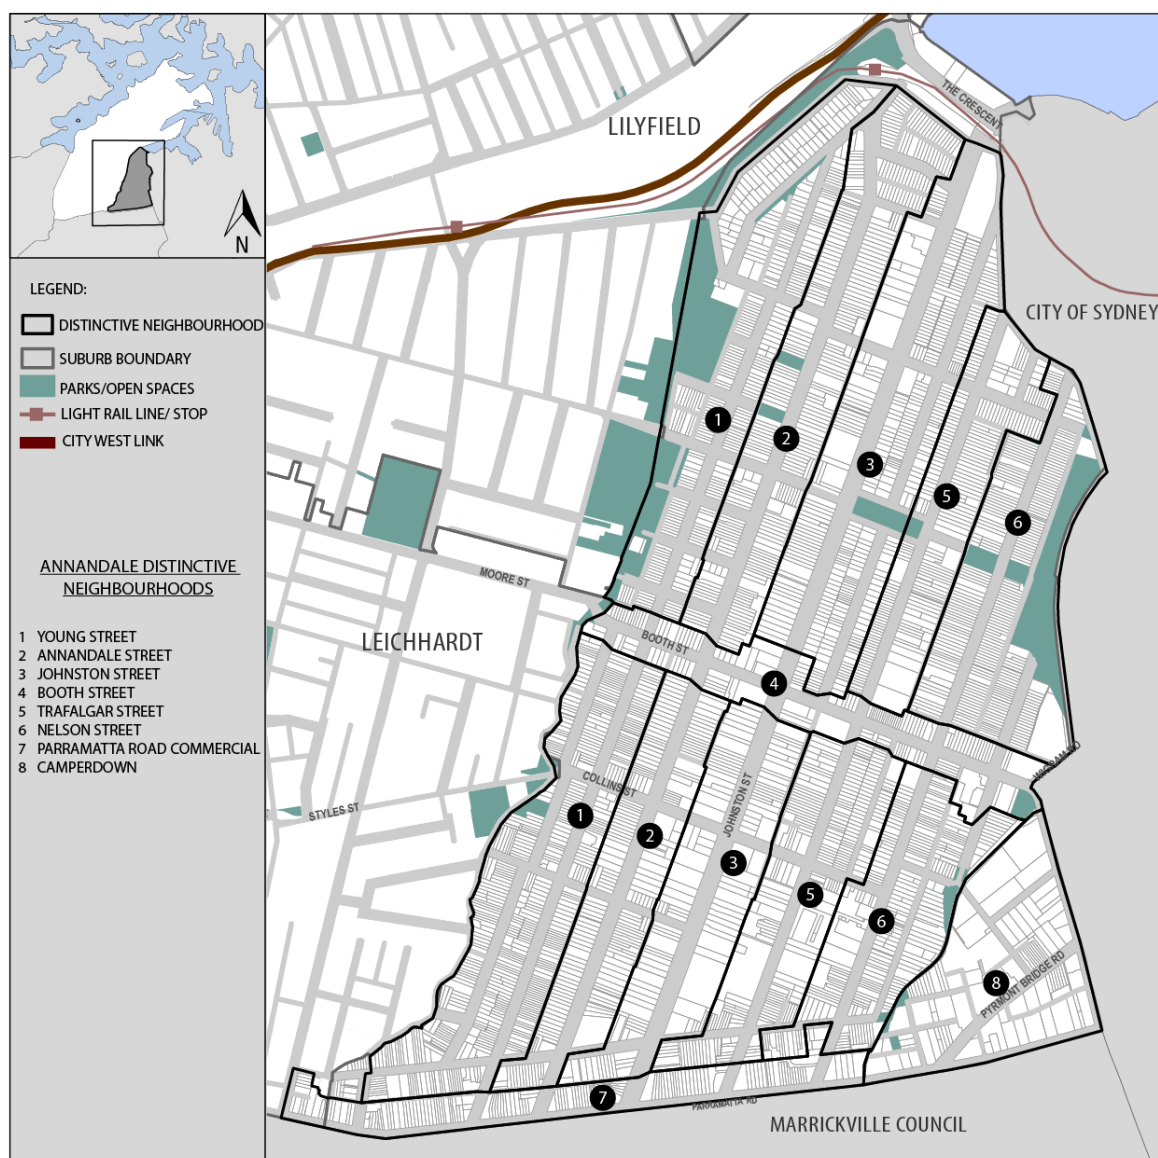 N
LEGEND:
DISTINCTIVE NEIGHBOURHOOD
SUBURB BOUNDARY
PARKS/OPEN SPACES
LIGHT RAIL LINE/ STOP
CITY WEST LINK
ANNANDALE DISTINCTIVE
NEIGHBOURHOODS
1 YOUNG STREET
2 ANNANDALE STREET
3 JOHNSTON STREET
4 BOOTH STREET
5 TRAFALGAR STREET
6 NELSON STREET
7 PARRAMATTA ROAD COMMERCIAL
8 CAMPERDOWN
THE CRESCENT
LILYFIELD
CITY OF SYDNEY
1
2
3
5
6
MOORE ST
LEICHHARDT
BOOTH ST
4
COLLINS ST
JOHNSTON ST
STYLES ST
1
2
3
5
6
8
PYRMONT BRIDGE RD
7
PARRAMATTA RD
MARRICKVILLE COUNCIL